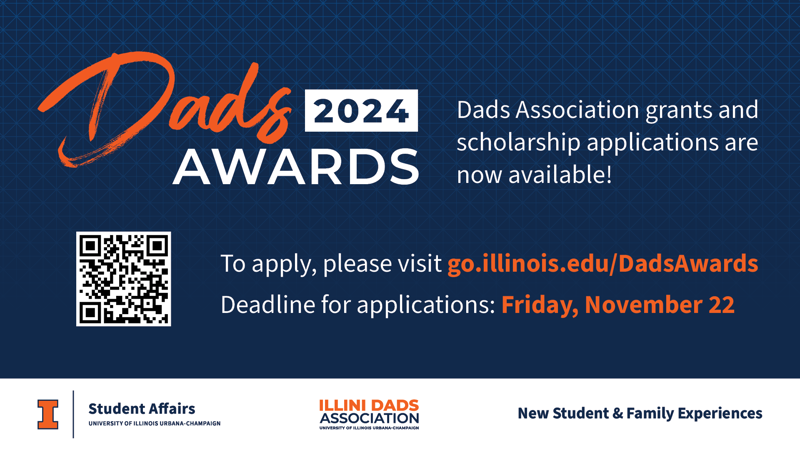 Dads 2024
AWARDS
Dads Association grants and
scholarship applications are
now available!
To apply, please visit go.illinois.edu/DadsAwards
Deadline for applications: Friday, November 22
I
Student Affairs
UNIVERSITY OF ILLINOIS URBANA-CHAMPAIGN
ILLINI DADS
ASSOCIATION
UNIVERSITY OF ILLINOIS URBANA-CHAMPAIGN
New Student & Family Experiences